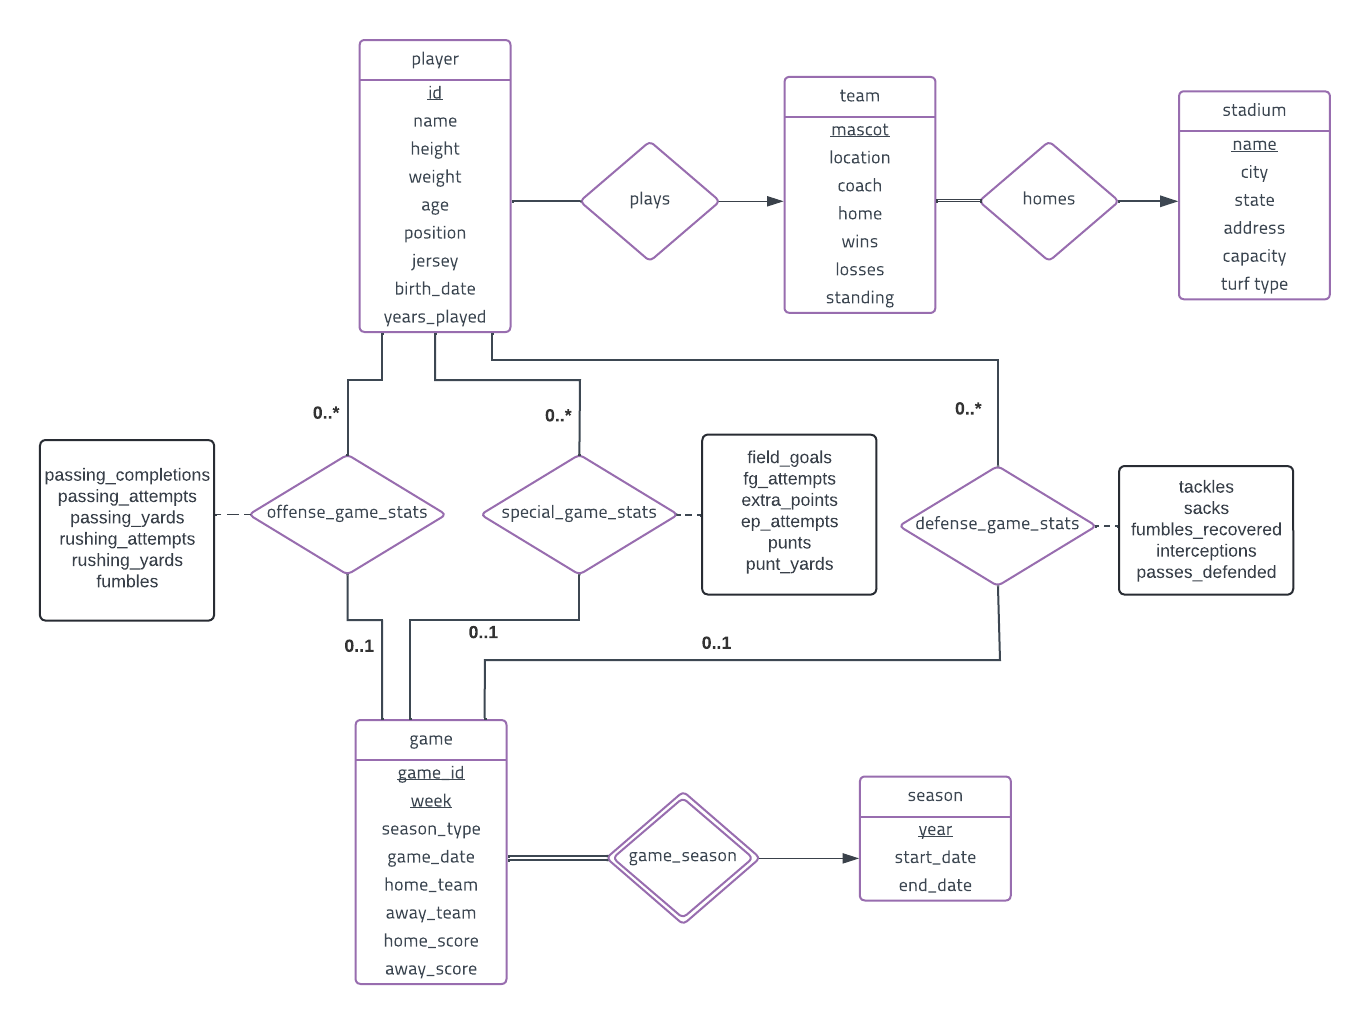 player
id
name
height
weight
age
position
jersey
birth_date
years_played
plays
team
mascot
location
coach
home
wins
losses
standing
homes
stadium
name
city
state
address
capacity
turf type
0..*
0..*
0..*
passing_completions
passing_attempts
passing_yards
rushing_attempts
rushing_yards
fumbles
offense_game_stats
special_game_stats
field_goals
fg_attempts
extra_points
ep_attempts
punts
punt_yards
defense_game_stats
tackles
sacks
fumbles_recovered
interceptions
passes_defended
0..1
0..1
0..1
game
game_id
week
season_type
game_date
home_team
away_team
home_score
away_score
game_season
season
year
start_date
end_date